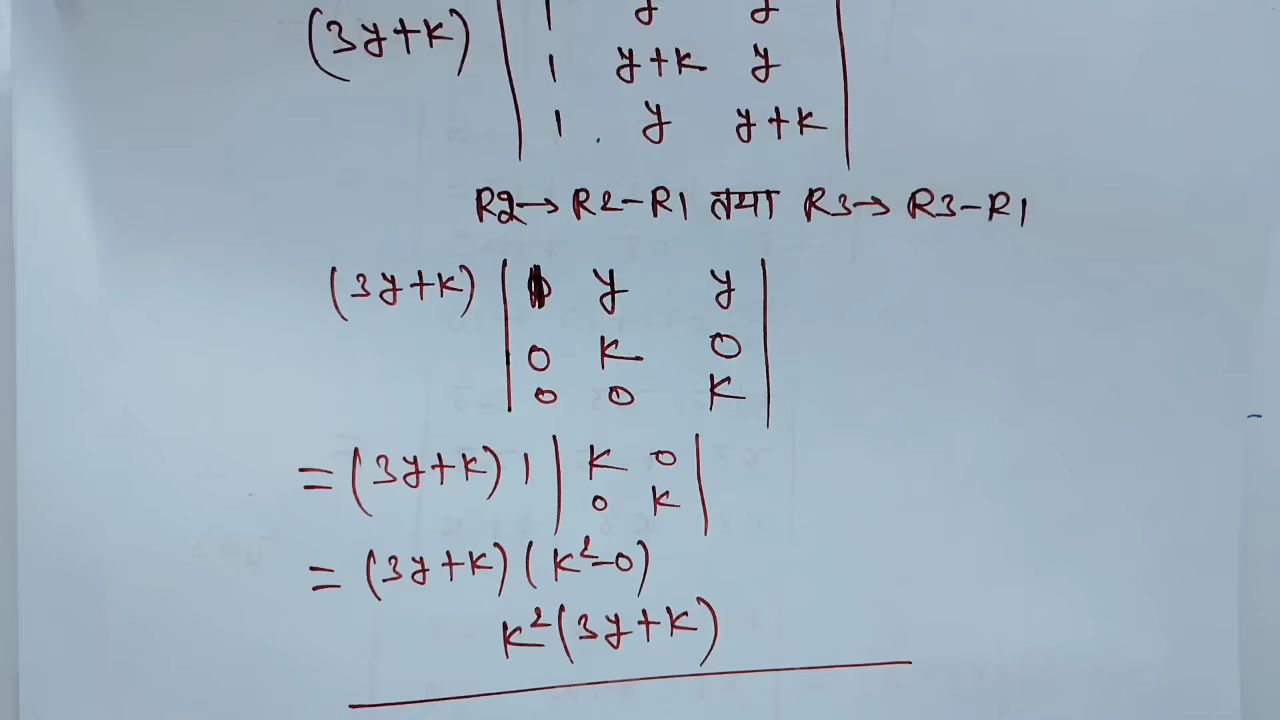 (3y+k) | 1 y y |
1 y+k y
1 . y y+k
R2→ R2-R1 तथा R3→ R3-R1
(3y+k) | 1 y y |
0 k 0
0 0 k
= (3y+k) 1 | k 0 |
0 k
= (3y+k) (k²-0)
k²(3y+k)